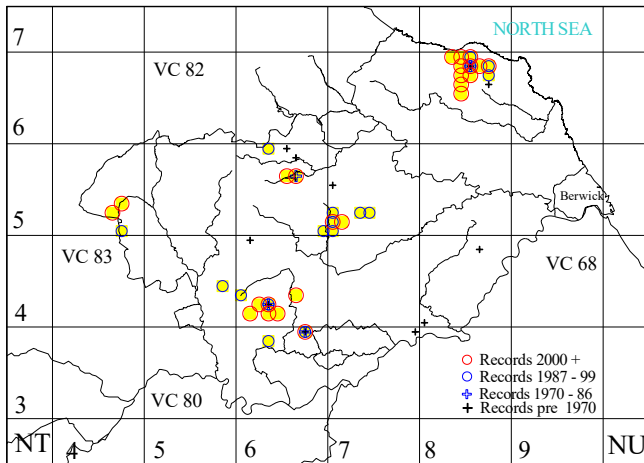 7
NORTH SEA
VC 82
6
Berwick
5
VC 83
VC 68
4
Records 2000 +
Records 1987 - 99
Records 1970 - 86
Records pre 1970
VC 80
3
NT 4 5 6 7 8 9 NU